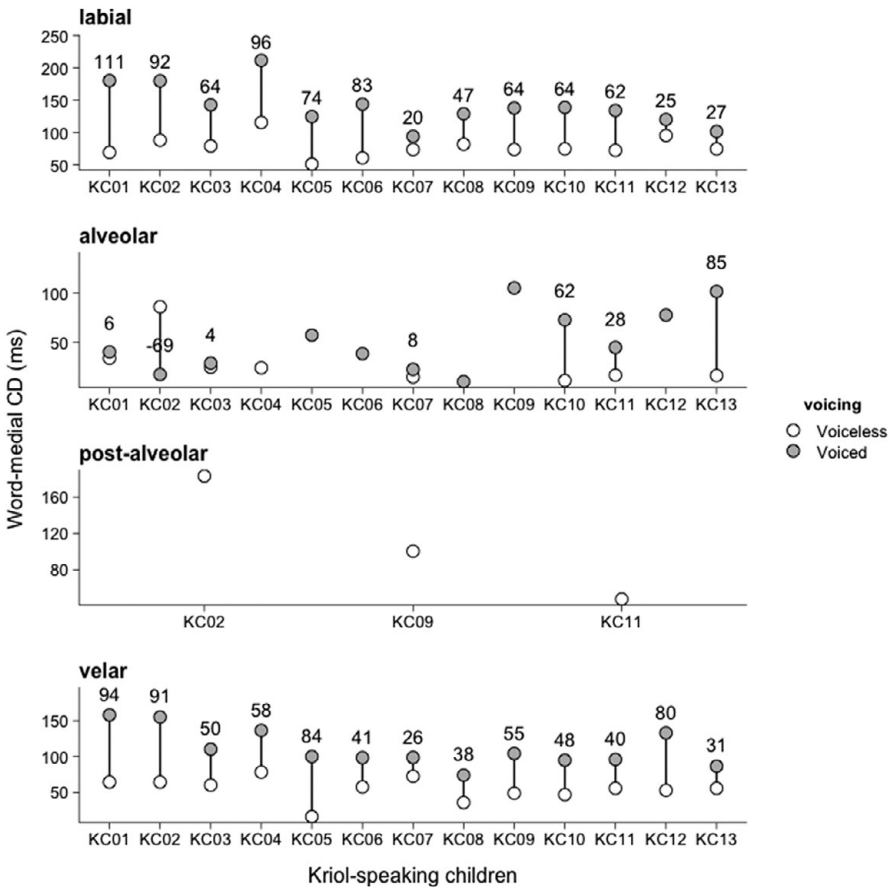 labial
250
200
150
100
50
111 92 64 96 74 83 20 47 64 64 62 25 27
KC01 KC02 KC03 KC04 KC05 KC06 KC07 KC08 KC09 KC10 KC11 KC12 KC13
alveolar
100
50
6 -69 4 8 62 28 85
KC01 KC02 KC03 KC04 KC05 KC06 KC07 KC08 KC09 KC10 KC11 KC12 KC13
Word-medial CD (ms)
post-alveolar
160
120
80
KC02 KC09 KC11
voicing
Voiceless
Voiced
velar
150
100
50
94 91 50 58 84 41 26 38 55 48 40 80 31
KC01 KC02 KC03 KC04 KC05 KC06 KC07 KC08 KC09 KC10 KC11 KC12 KC13
Kriol-speaking children